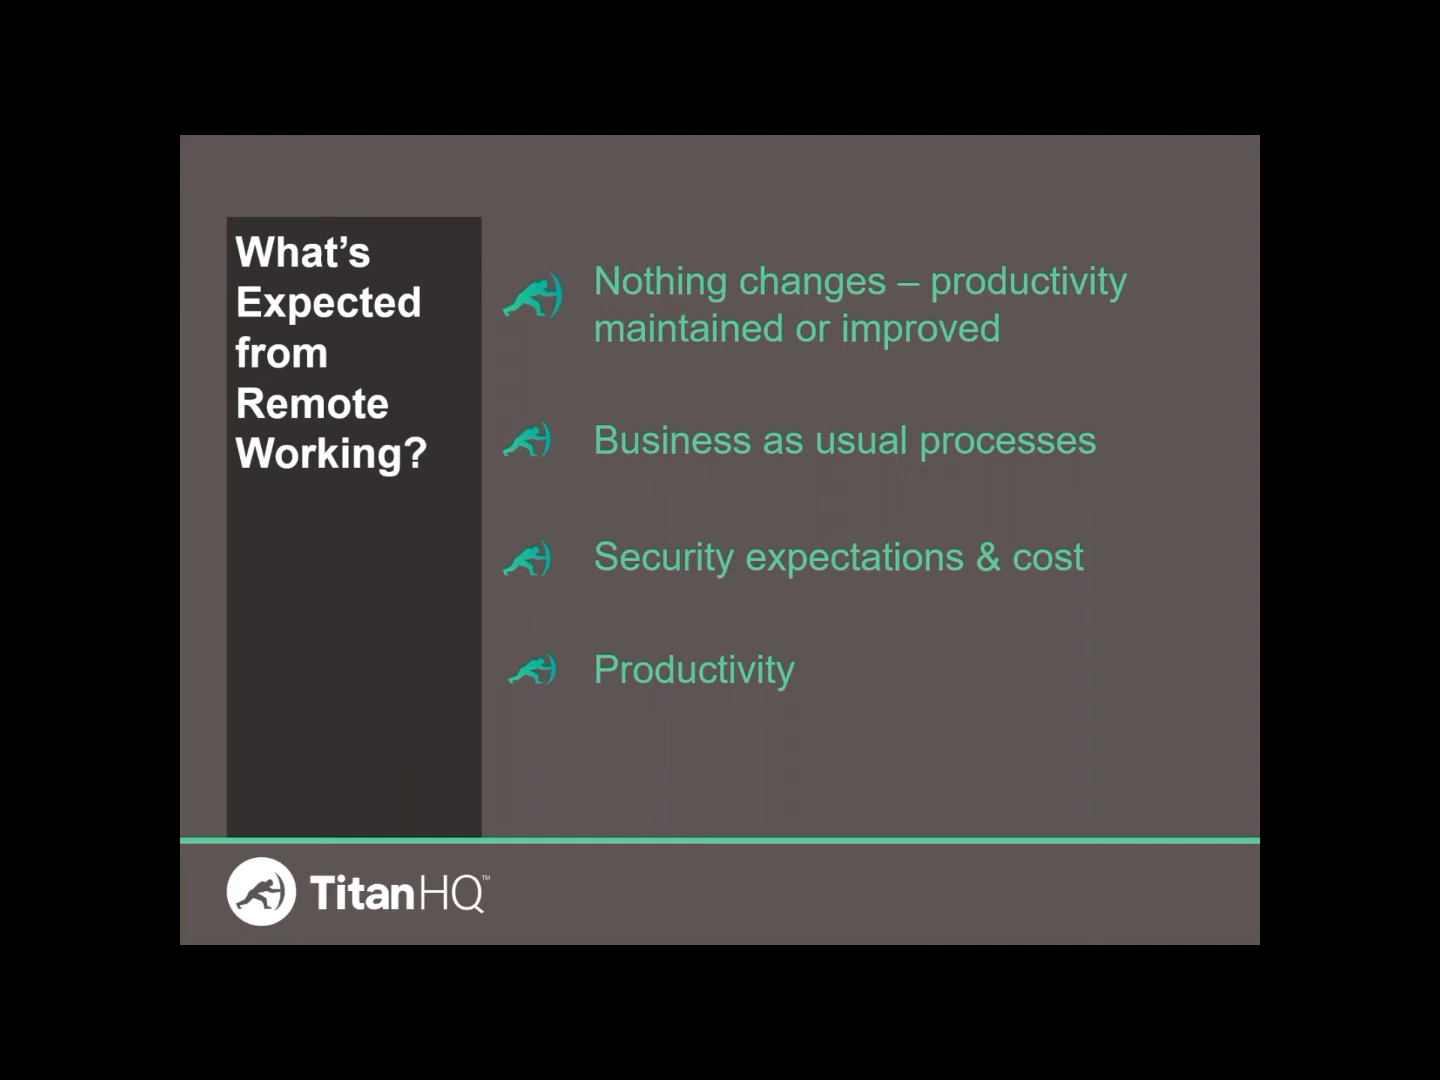 What’s
Expected
from
Remote
Working?
Nothing changes – productivity
maintained or improved
Business as usual processes
Security expectations & cost
Productivity
TitanHQ™